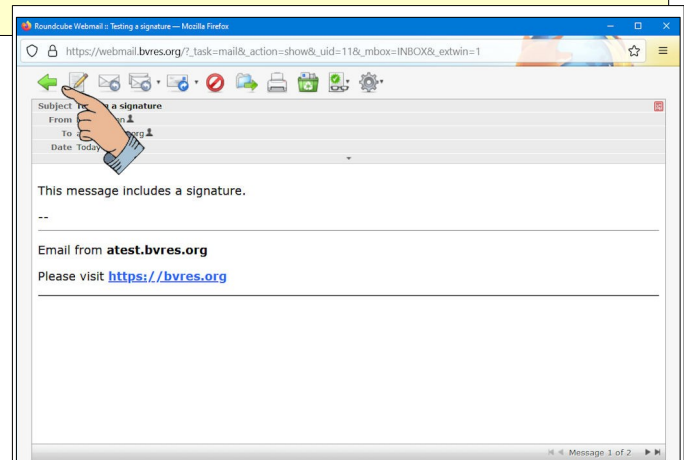 Roundcube Webmail :: Testing a signature — Mozilla Firefox
https://webmail.bvres.org/?_task=mail&_action=show&_uid=11&_mbox=INBOX&_extwin=1
Subject a signature
From
To
Date Today
This message includes a signature.
--
Email from atest.bvres.org
Please visit https://bvres.org
Message 1 of 2